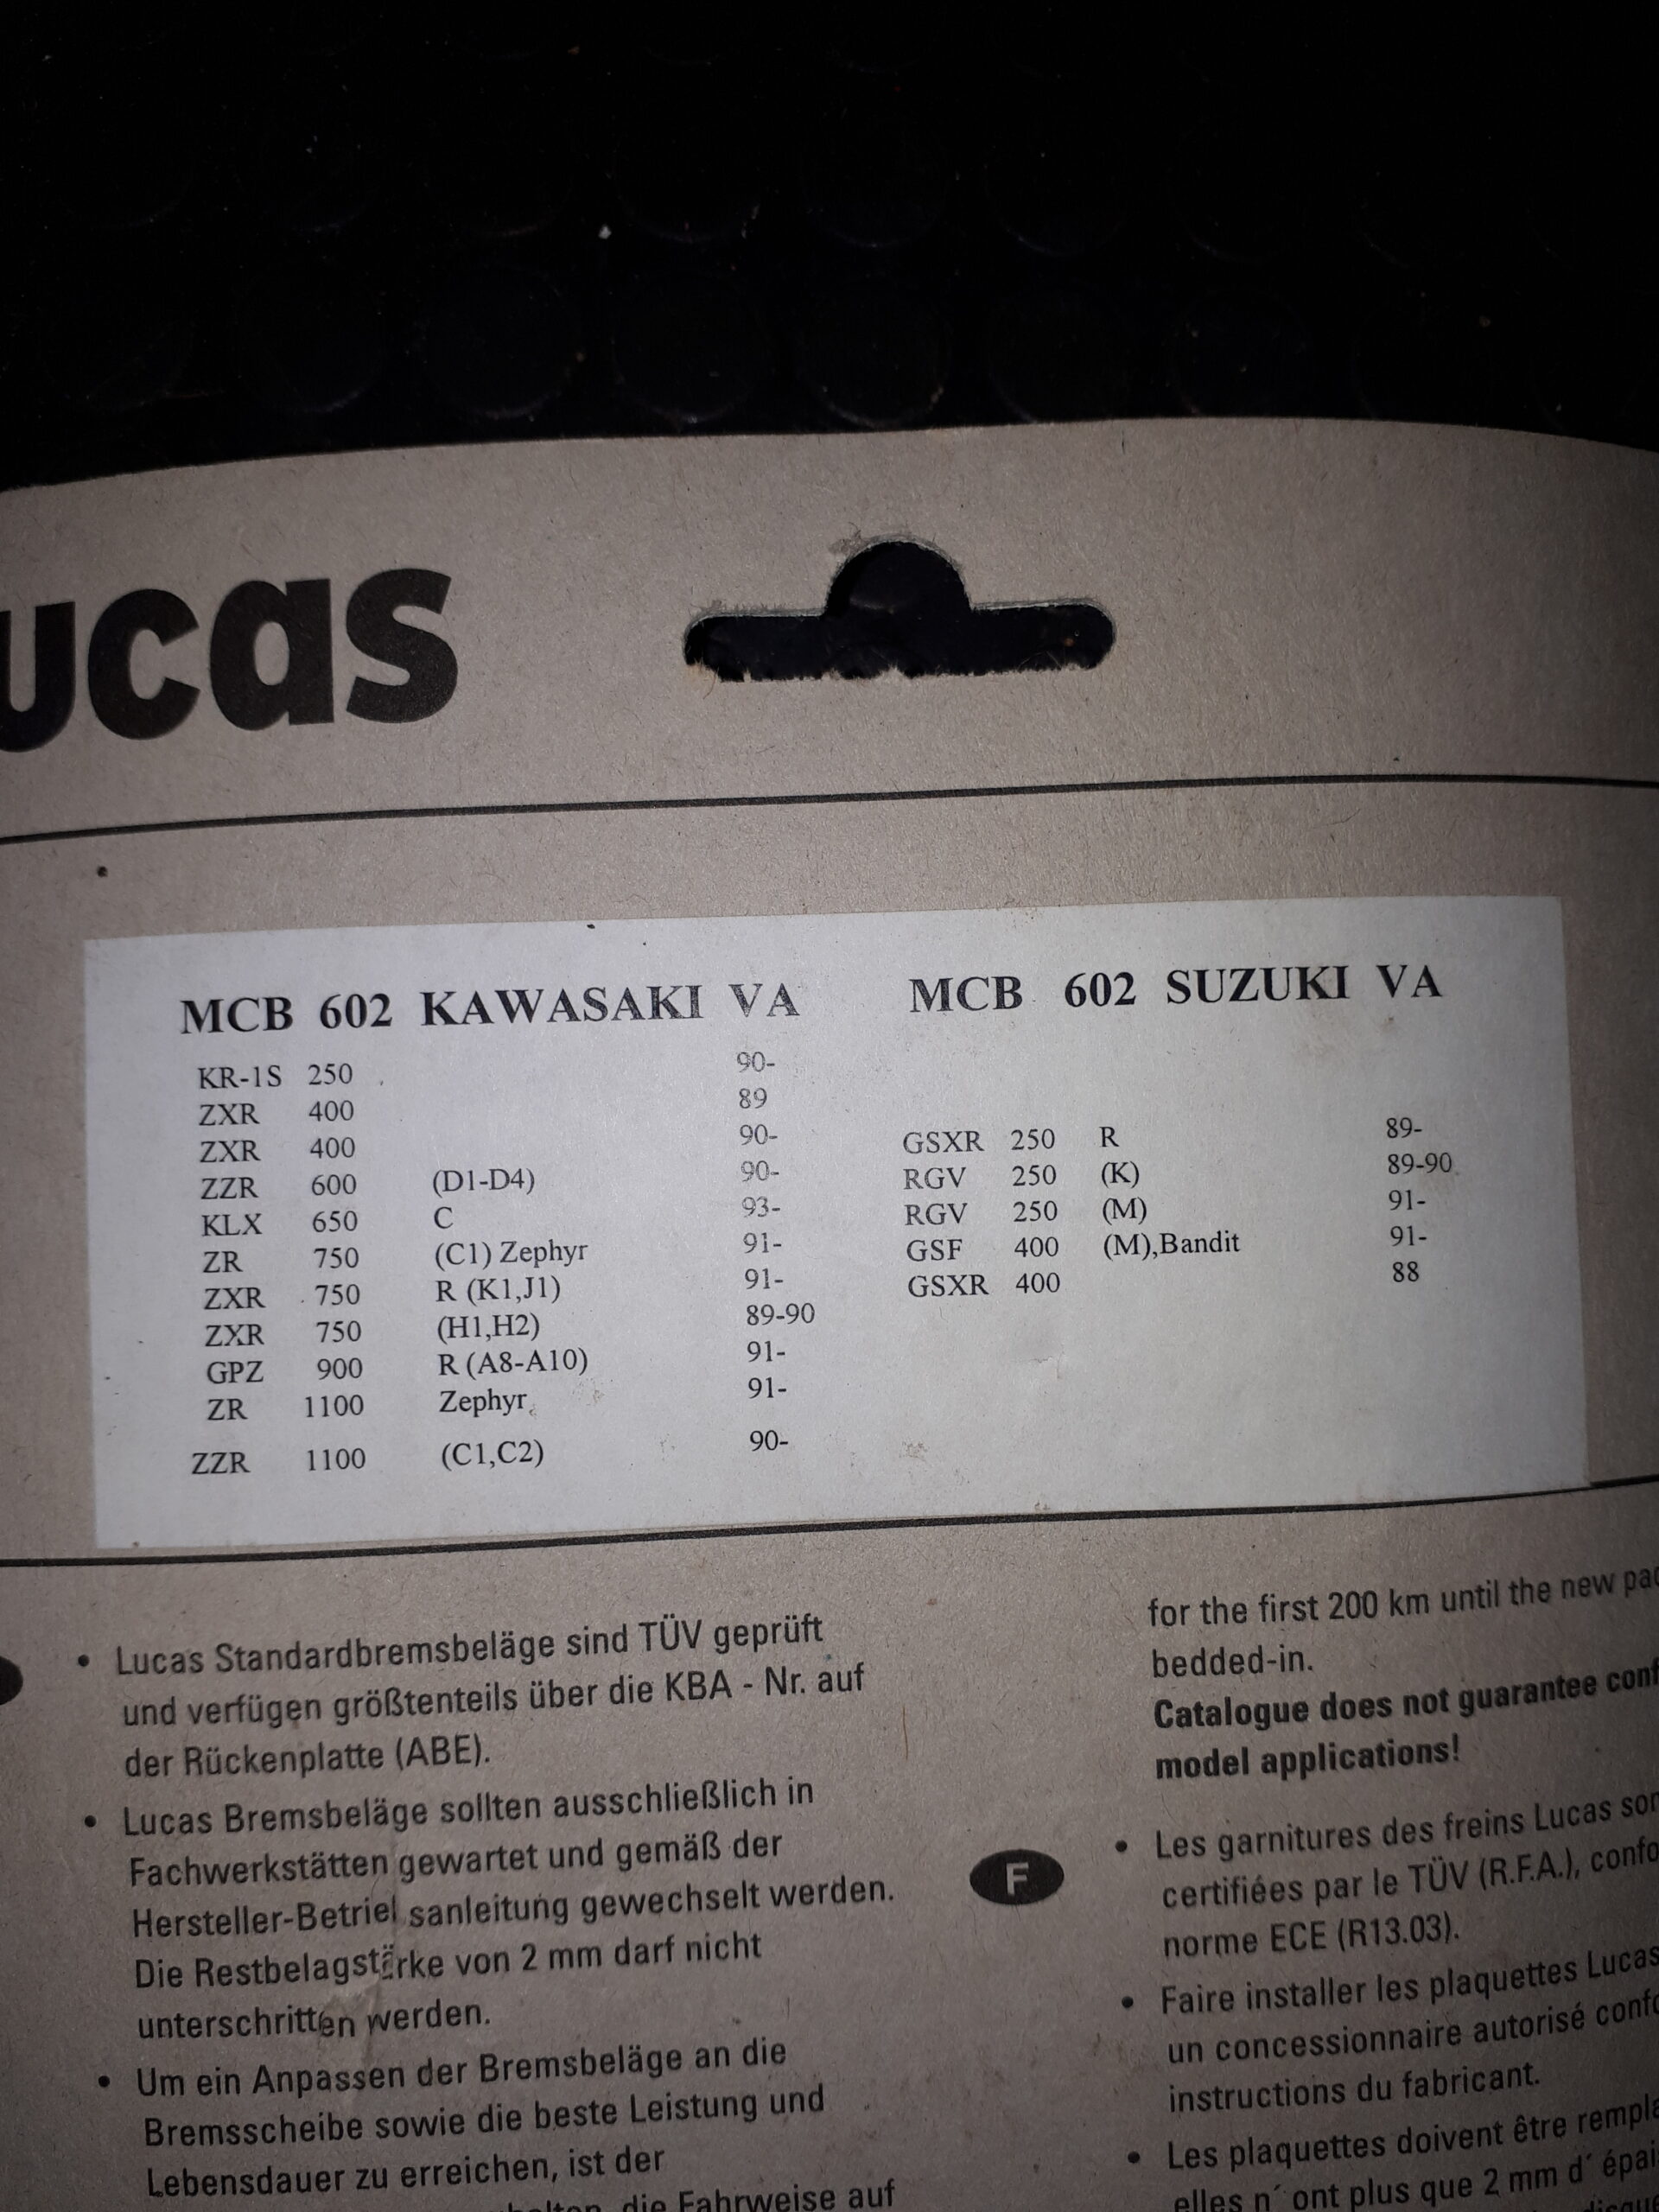 ucas
MCB 602 KAWASAKI VA
KR-1S 250 90-
ZXR 400 89
ZXR 400 90-
ZZR 600 (D1-D4) 90-
KLX 650 C 93-
ZR 750 (C1) Zephyr 91-
ZXR 750 R (K1,J1) 91-
ZXR 750 (H1,H2) 89-90
GPZ 900 R (A8-A10) 91-
ZR 1100 Zephyr 91-
ZZR 1100 (C1,C2) 90-
MCB 602 SUZUKI VA
GSXR 250 R 89-
RGV 250 (K) 89-90
RGV 250 (M) 91-
GSF 400 (M),Bandit 91-
GSXR 400 88
• Lucas Standardbremsbeläge sind TÜV geprüft
und verfügen größtenteils über die KBA - Nr. auf
der Rückenplatte (ABE).
• Lucas Bremsbeläge sollten ausschließlich in
Fachwerkstätten gewartet und gemäß der
Hersteller-Betriel sanleitung gewechselt werden.
Die Restbelagstärke von 2 mm darf nicht
unterschritten werden.
• Um ein Anpassen der Bremsbeläge an die
Bremsscheibe sowie die beste Leistung und
Lebensdauer zu erreichen, ist der
die Fahrweise auf
for the first 200 km until the new
bedded-in.
Catalogue does not guarantee
model applications!
F
• Les garnitures des freins Lucas
certifiées par le TÜV (R.F.A.),
norme ECE (R13.03).
• Faire installer les plaquettes Lucas
un concessionnaire autorisé
instructions du fabricant.
• Les plaquettes doivent être
elles n´ ont plus que 2 mm d´